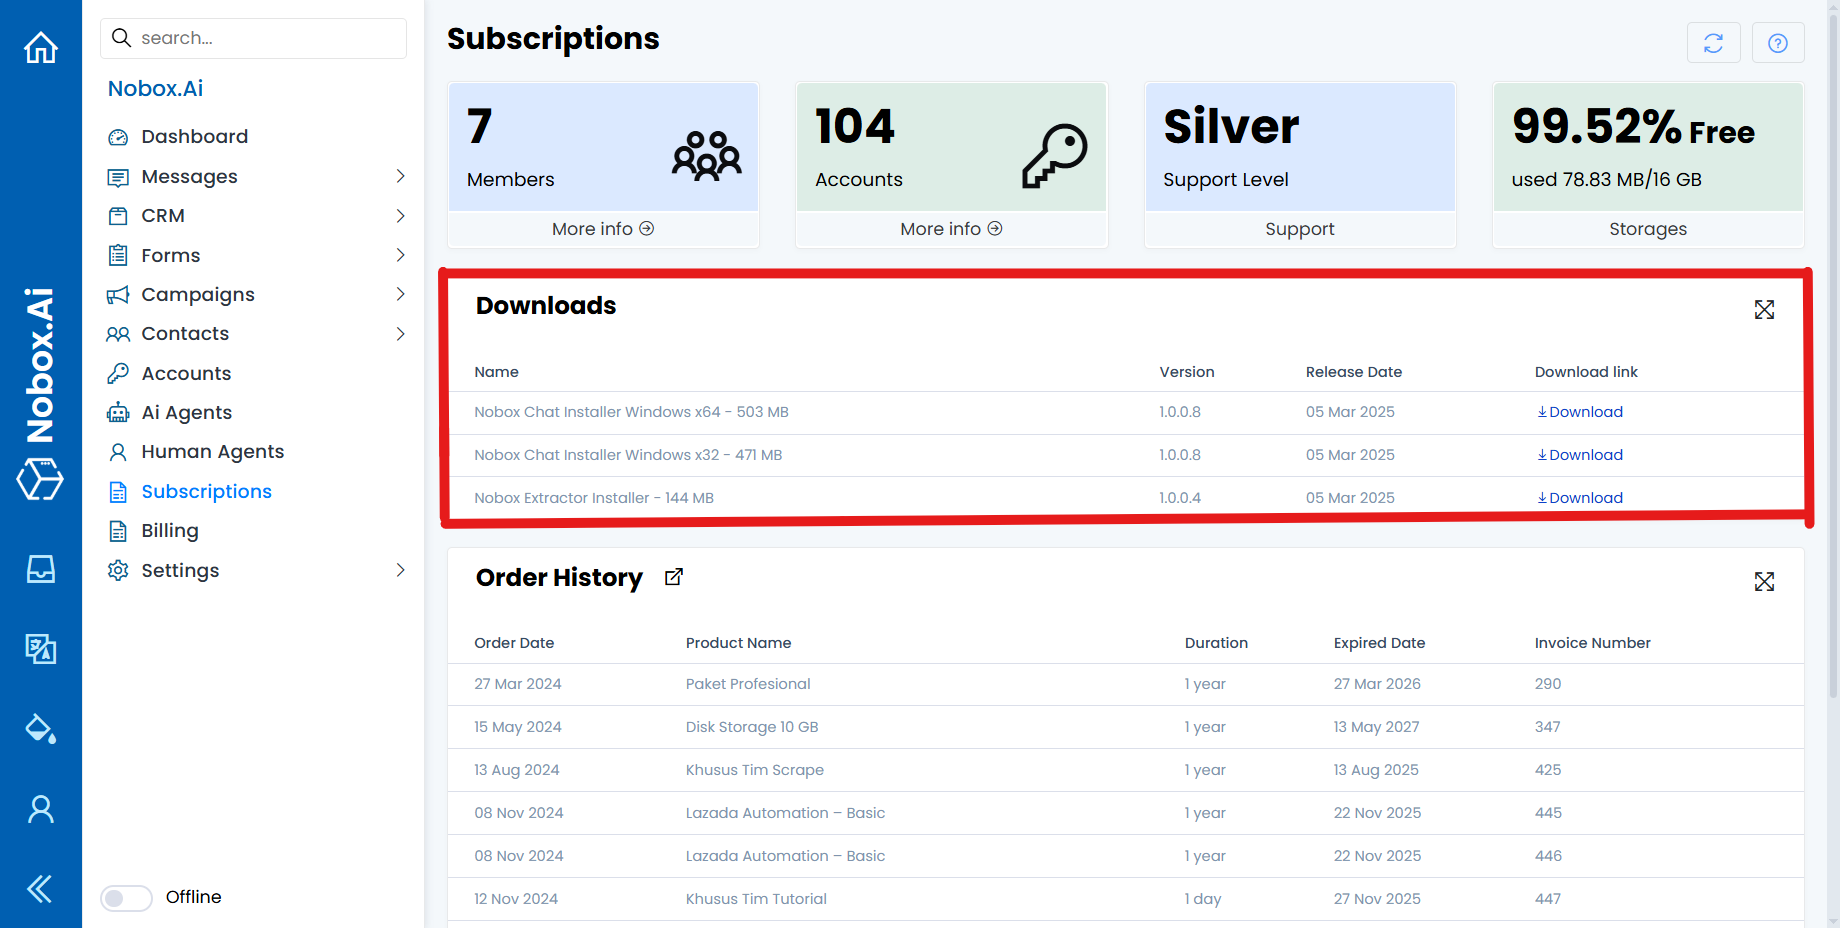 search...
Nobox.Ai
Dashboard
Messages
CRM
Forms
Campaigns
Contacts
Accounts
Ai Agents
Human Agents
Subscriptions
Billing
Settings
Offline
Nobox.Ai
Subscriptions
7
Members
More info
104
Accounts
More info
Silver
Support Level
Support
99.52% Free
used 78.83 MB/16 GB
Storages
Downloads
Name Version Release Date Download link
Nobox Chat Installer Windows x64 - 503 MB 1.0.0.8 05 Mar 2025 Download
Nobox Chat Installer Windows x32 - 471 MB 1.0.0.8 05 Mar 2025 Download
Nobox Extractor Installer - 144 MB 1.0.0.4 05 Mar 2025 Download
Order History
Order Date Product Name Duration Expired Date Invoice Number
27 Mar 2024 Paket Profesional 1 year 27 Mar 2026 290
15 May 2024 Disk Storage 10 GB 1 year 13 May 2027 347
13 Aug 2024 Khusus Tim Scrape 1 year 13 Aug 2025 425
08 Nov 2024 Lazada Automation – Basic 1 year 22 Nov 2025 445
08 Nov 2024 Lazada Automation – Basic 1 year 22 Nov 2025 446
12 Nov 2024 Khusus Tim Tutorial 1 day 27 Nov 2025 447